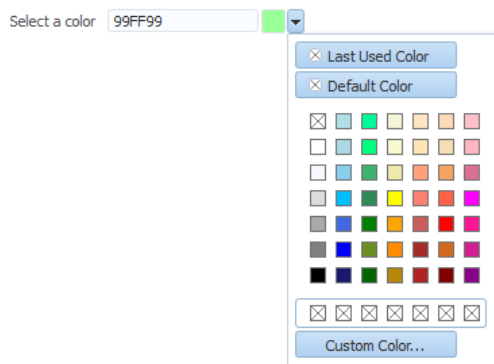 Select a color 99FF99
Last Used Color
Default Color
Custom Color...